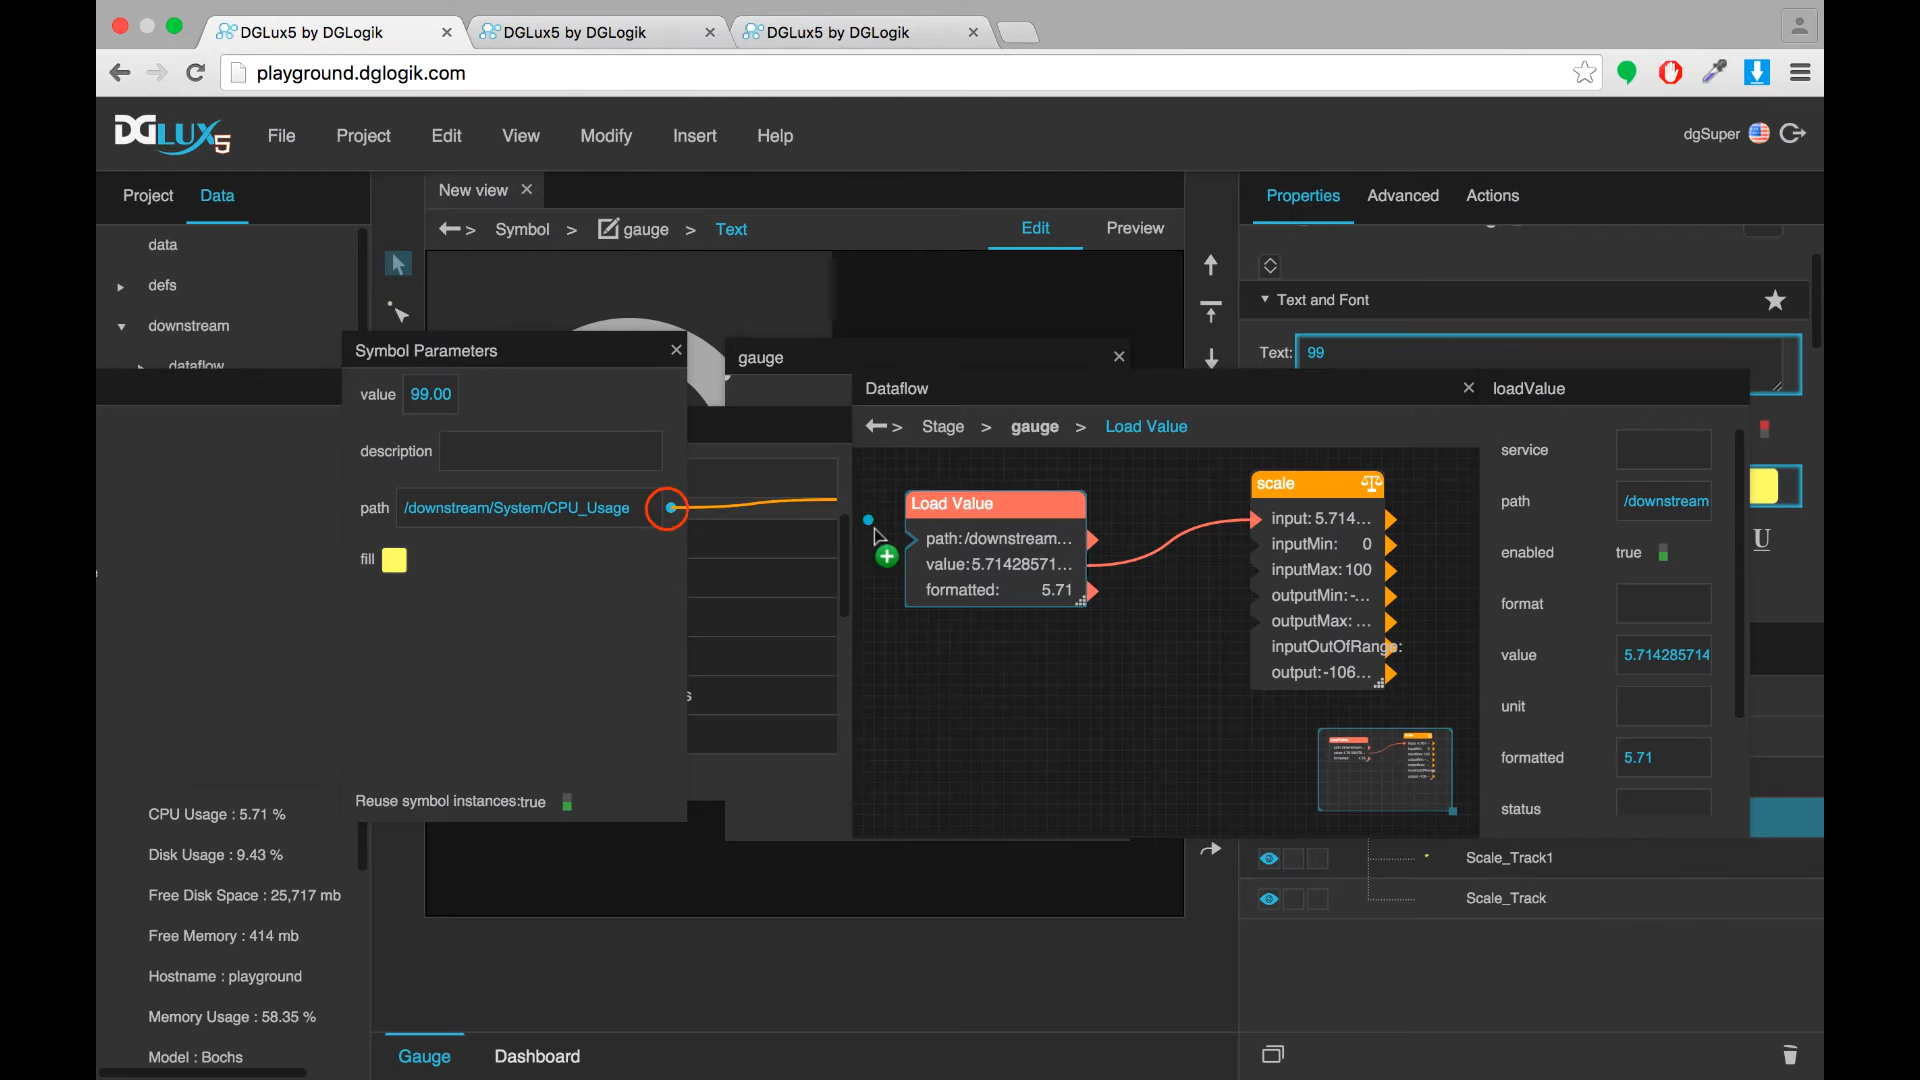 DGLux5 by DGLogik
DGLux5 by DGLogik
DGLux5 by DGLogik
playground.dglogik.com
DGLUX5
File
Project
Edit
View
Modify
Insert
Help
dgSuper
Project
Data
New view
Properties
Advanced
Actions
data
> Symbol > gauge > Text
Edit
Preview
defs
Text and Font
downstream
Text: 99
dataflow
Symbol Parameters
gauge
Dataflow
loadValue
value 99.00
> Stage > gauge > Load Value
description
service
Load Value
scale
path /downstream/System/CPU_Usage
path /downstream
path:/downstream...
input: 5.714...
value:5.71428571...
inputMin: 0
enabled true
U
fill
inputMax: 100
formatted: 5.71
outputMin:-...
format
outputMax: ...
inputOutOfRange:
value 5.714285714
output:-106...
s
unit
formatted 5.71
Reuse symbol instances:true
status
CPU Usage : 5.71 %
Disk Usage : 9.43 %
Scale_Track1
Free Disk Space : 25,717 mb
Scale_Track
Free Memory : 414 mb
Hostname : playground
Memory Usage : 58.35 %
Model : Bochs
Gauge
Dashboard